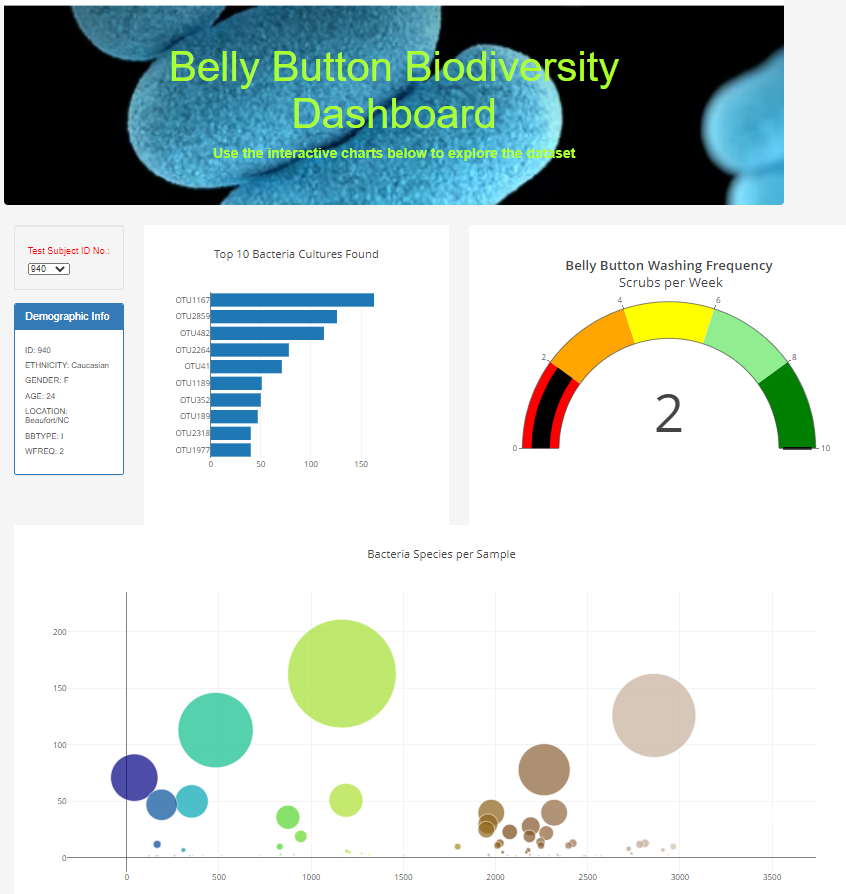 Belly Button Biodiversity
Dashboard
Use the interactive charts below to explore the dataset
Test Subject ID No.:
940
Demographic Info
ID: 940
ETHNICITY: Caucasian
GENDER: F
AGE: 24
LOCATION:
Beaufort/NC
BBTYPE: I
WFREQ: 2
Top 10 Bacteria Cultures Found
OTU1167
OTU2859
OTU482
OTU2264
OTU41
OTU1189
OTU352
OTU189
OTU2318
OTU1977
0 50 100 150
Belly Button Washing Frequency
Scrubs per Week
0 2 4 6 8 10
2
Bacteria Species per Sample
200
150
100
50
0
0 500 1000 1500 2000 2500 3000 3500